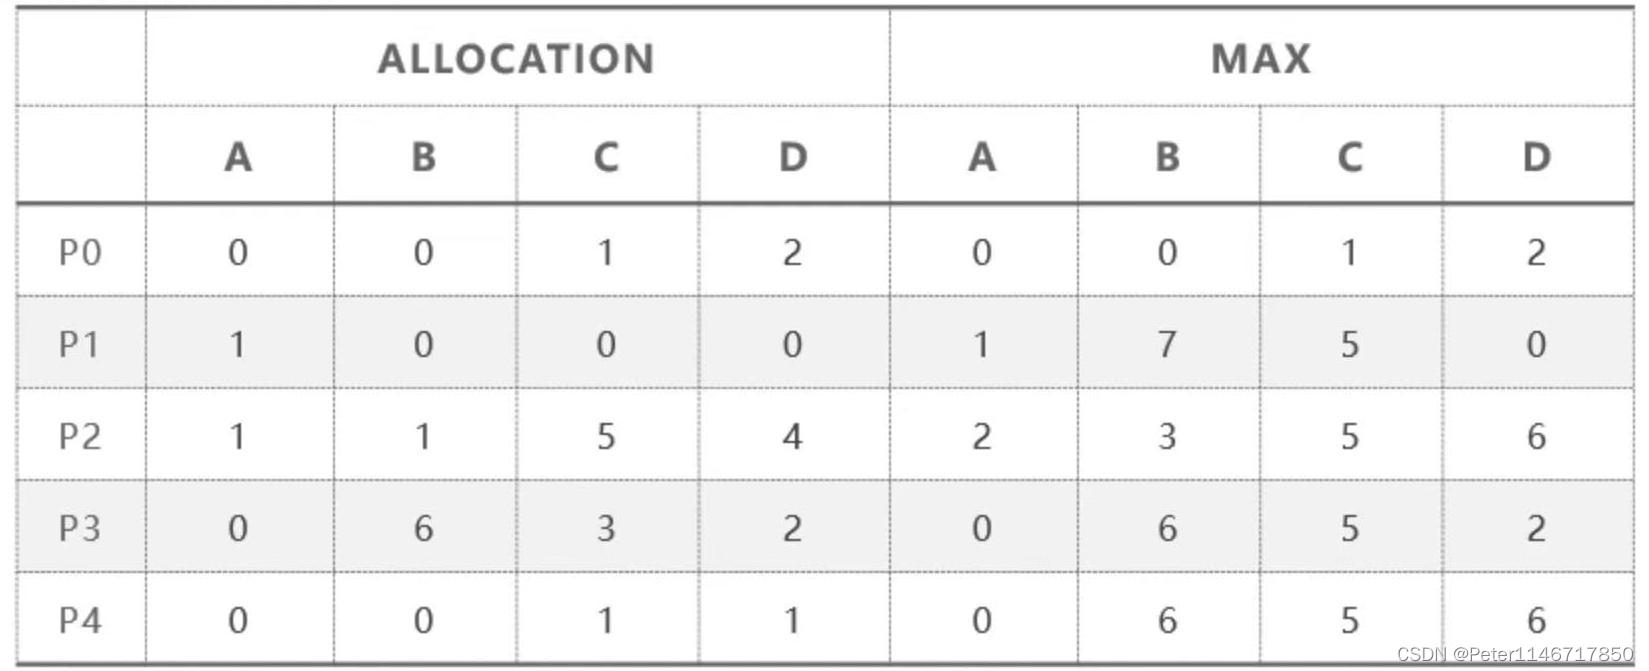 ALLOCATION MAX
A B C D A B C D
P0 0 0 1 2 0 0 1 2
P1 1 0 0 0 1 7 5 0
P2 1 1 5 4 2 3 5 6
P3 0 6 3 2 0 6 5 2
P4 0 0 1 1 0 6 5 6
CSDN @Peter1146717850